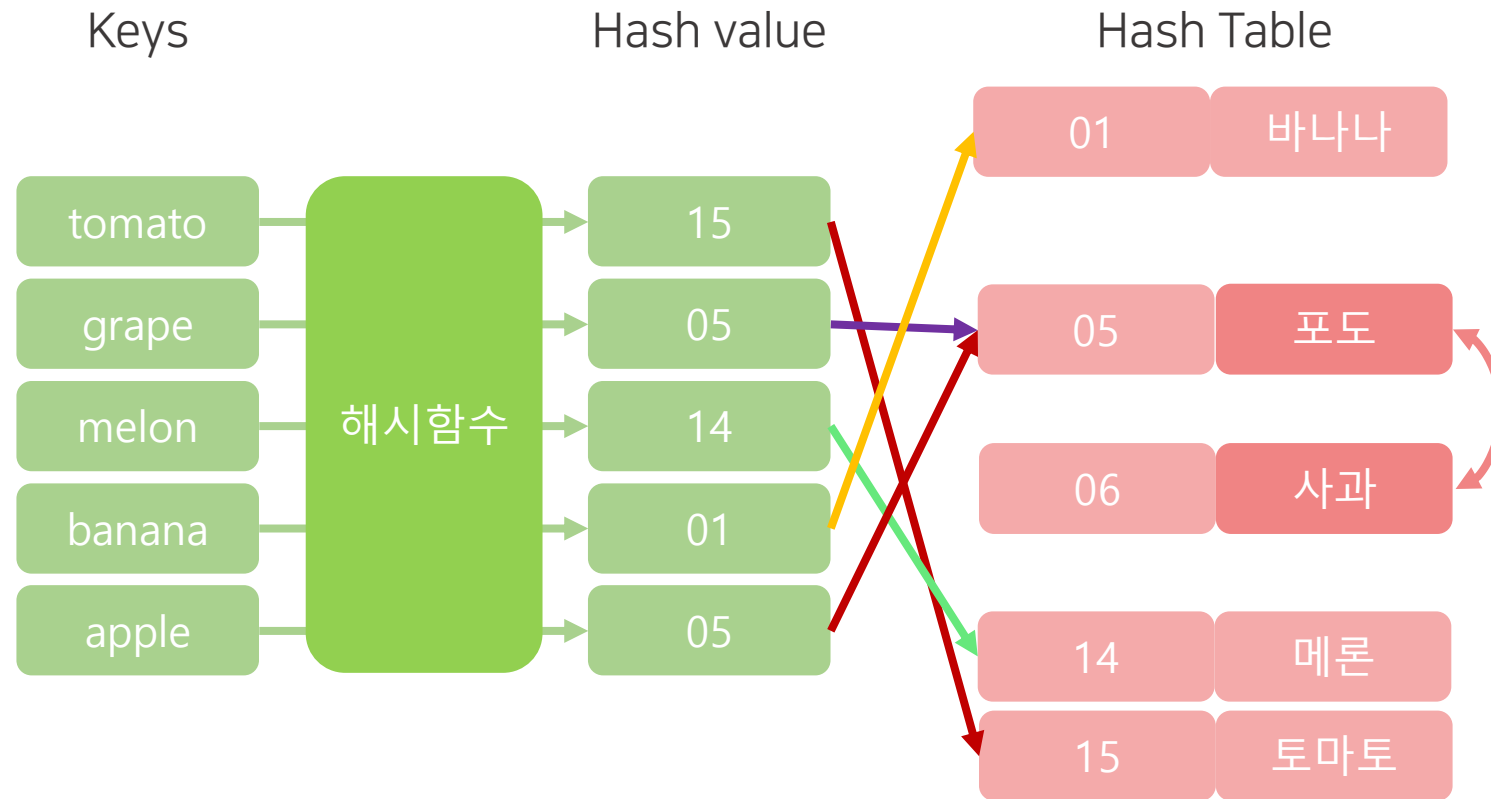 Keys
Hash value
Hash Table
tomato
grape
melon
banana
apple
해시함수
15
05
14
01
05
01 바나나
05 포도
06 사과
14 메론
15 토마토